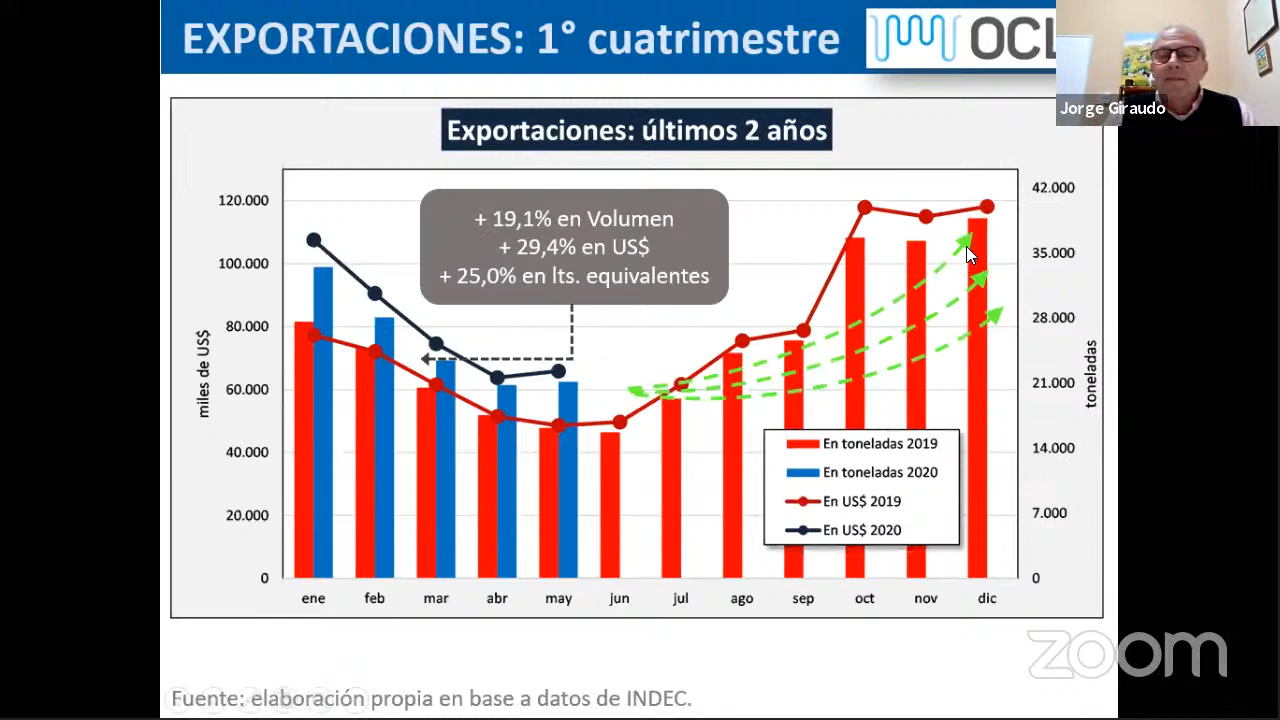 EXPORTACIONES: 1° cuatrimestre
OCL
Jorge Giraudo
Exportaciones: últimos 2 años
+ 19,1% en Volumen
+ 29,4% en US$
+ 25,0% en lts. equivalentes
120.000
100.000
80.000
60.000
40.000
20.000
0
miles de US$
42.000
35.000
28.000
21.000
14.000
7.000
0
toneladas
En toneladas 2019
En toneladas 2020
En US$ 2019
En US$ 2020
ene feb mar abr may jun jul ago sep oct nov dic
zoom
Fuente: elaboración propia en base a datos de INDEC.